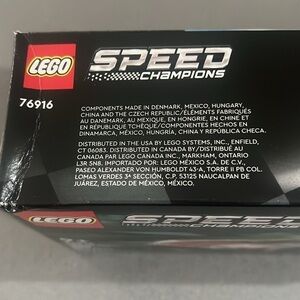 LEGO
SPEED
CHAMPIONS
76916
COMPONENTS MADE IN DENMARK, MEXICO, HUNGARY,
CHINA AND THE CZECH REPUBLIC/ÉLÉMENTS FABRIQUÉS
AU DANEMARK, AU MEXIQUE, EN HONGRIE, EN CHINE ET
EN RÉPUBLIQUE TCHÈQUE/COMPONENTES HECHOS EN
DINAMARCA, MÉXICO, HUNGRÍA, CHINA Y REPÚBLICA CHECA.
DISTRIBUTED IN THE USA BY LEGO SYSTEMS, INC., ENFIELD,
CT 06083. DISTRIBUTED IN CANADA BY/DISTRIBUÉ AU
CANADA PAR LEGO CANADA INC., MARKHAM, ONTARIO
L3R 5N8. IMPORTADO EN MÉXICO POR: LEGO MÉXICO S.A. DE C.V.,
PASEO ALEXANDER VON HUMBOLDT 43-A, TORRE II PB COL.
LOMAS VERDES 3ª SECCIÓN, C.P. 53125 NAUCALPAN DE
JUÁREZ, ESTADO DE MÉXICO, MÉXICO.
LEGO
SPEED
CHAMPIONS